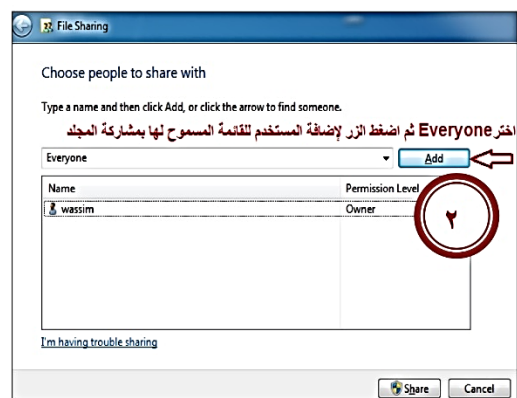 File Sharing
Choose people to share with
Type a name and then click Add, or click the arrow to find someone.
اختر Everyone ثم اضغط الزر لإضافة المستخدم للقائمة المسموح لها بمشاركة المجلد
Everyone
Add
Name Permission Level
wassim Owner
٢
I'm having trouble sharing
Share Cancel